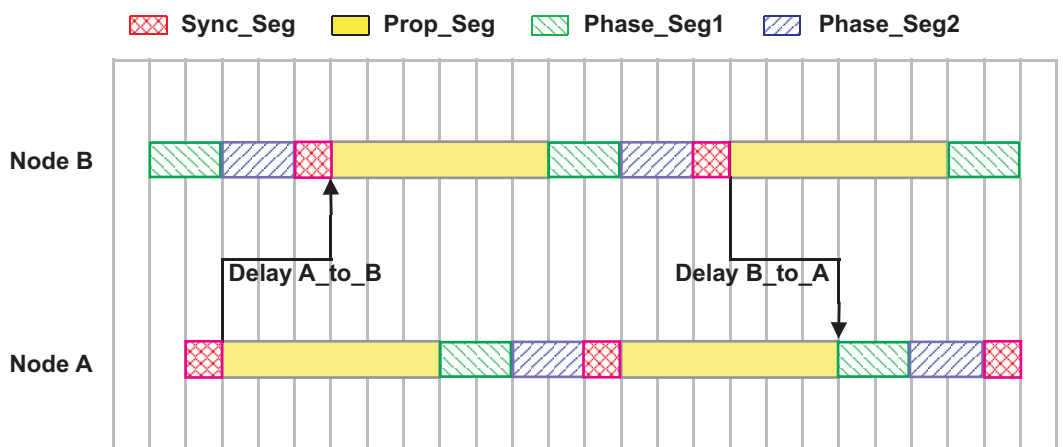 Sync_Seg Prop_Seg Phase_Seg1 Phase_Seg2
Node B
Delay A_to_B Delay B_to_A
Node A